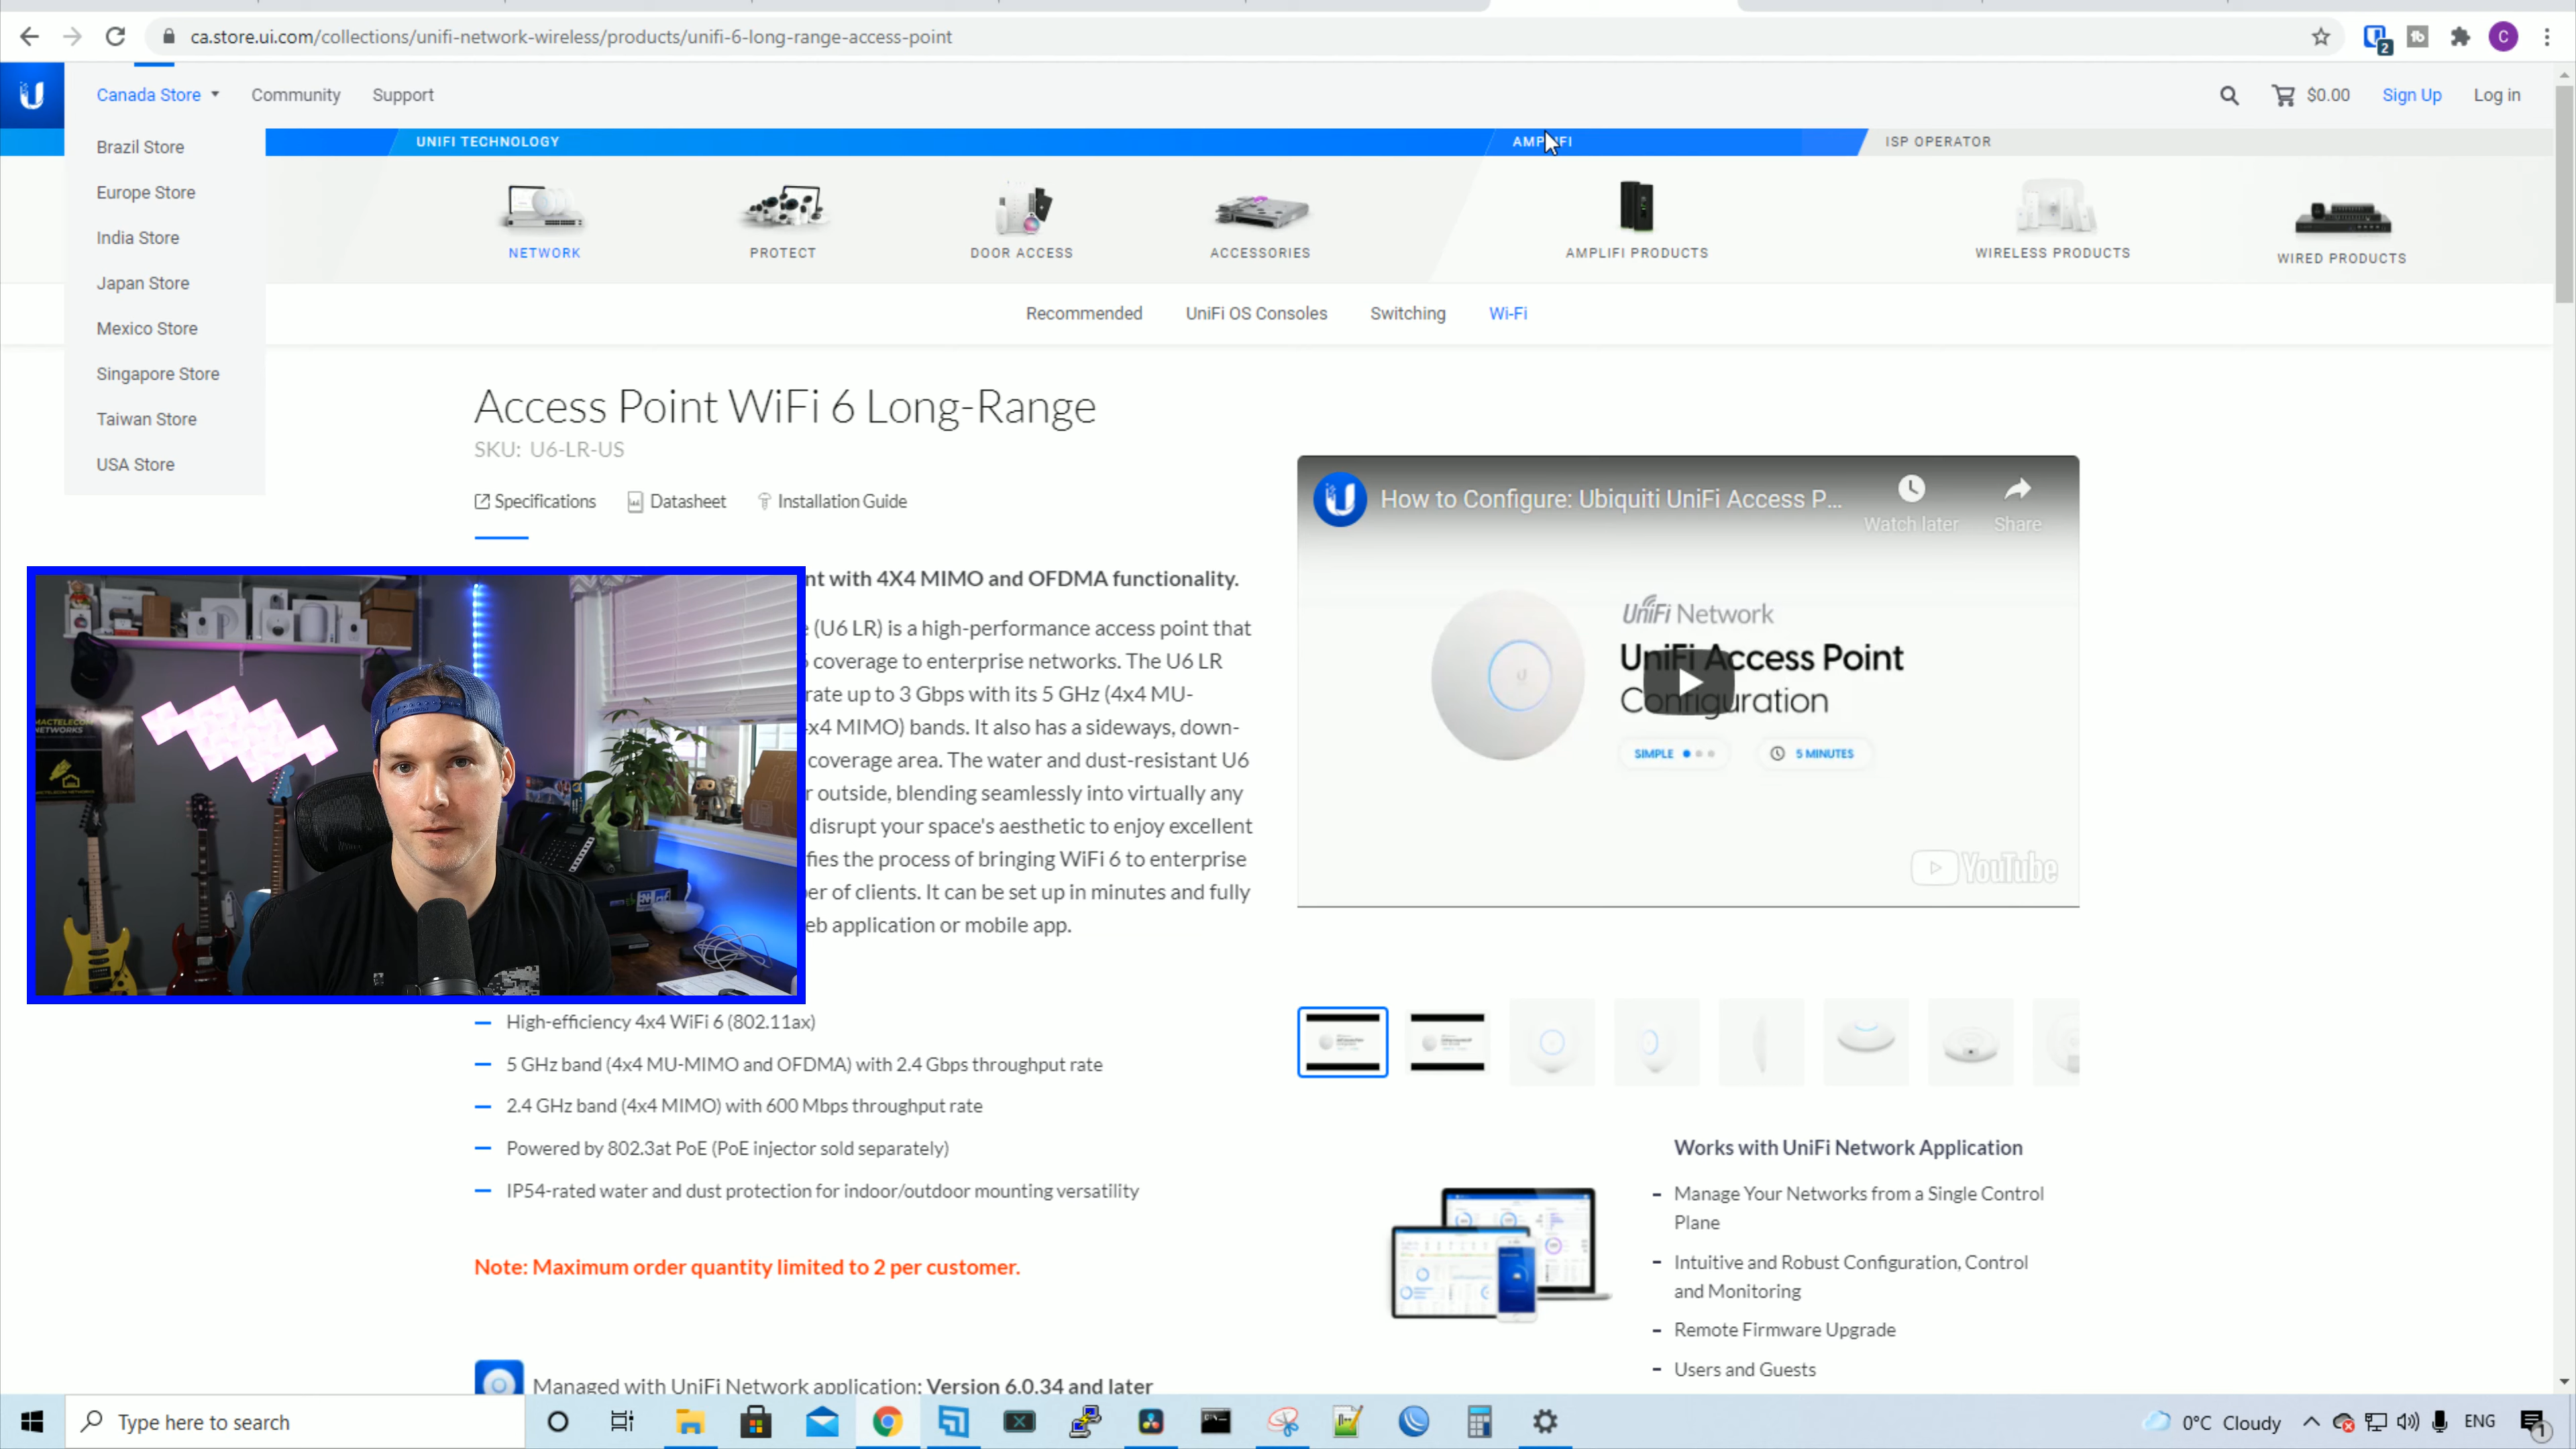 ca.store.ui.com/collections/unifi-network-wireless/products/unifi-6-long-range-access-point
2
C
Canada Store
Community
Support
$0.00
Sign Up
Log in
Brazil Store
Europe Store
India Store
Japan Store
Mexico Store
Singapore Store
Taiwan Store
USA Store
UNIFI TECHNOLOGY
ISP OPERATOR
NETWORK
PROTECT
DOOR ACCESS
ACCESSORIES
AMPLIFI PRODUCTS
WIRELESS PRODUCTS
WIRED PRODUCTS
Recommended
UniFi OS Consoles
Switching
Wi-Fi
Access Point WiFi 6 Long-Range
SKU: U6-LR-US
Specifications
Datasheet
Installation Guide
with 4X4 MIMO and OFDMA functionality.
(U6 LR) is a high-performance access point that
coverage to enterprise networks. The U6 LR
rate up to 3 Gbps with its 5 GHz (4x4 MU-
x4 MIMO) bands. It also has a sideways, down-
coverage area. The water and dust-resistant U6
outside, blending seamlessly into virtually any
disrupt your space's aesthetic to enjoy excellent
the process of bringing WiFi 6 to enterprise
of clients. It can be set up in minutes and fully
application or mobile app.
How to Configure: Ubiquiti UniFi Access P...
Watch later
Share
UniFi Network
UniFi Access Point
Configuration
SIMPLE
5 MINUTES
YouTube
MACTELECOM
NETWORKS
– High-efficiency 4x4 WiFi 6 (802.11ax)
– 5 GHz band (4x4 MU-MIMO and OFDMA) with 2.4 Gbps throughput rate
– 2.4 GHz band (4x4 MIMO) with 600 Mbps throughput rate
– Powered by 802.3at PoE (PoE injector sold separately)
– IP54-rated water and dust protection for indoor/outdoor mounting versatility
Note: Maximum order quantity limited to 2 per customer.
Managed with UniFi Network application: Version 6.0.34 and later
Works with UniFi Network Application
- Manage Your Networks from a Single Control
Plane
- Intuitive and Robust Configuration, Control
and Monitoring
- Remote Firmware Upgrade
- Users and Guests
Type here to search
0°C Cloudy
ENG
1